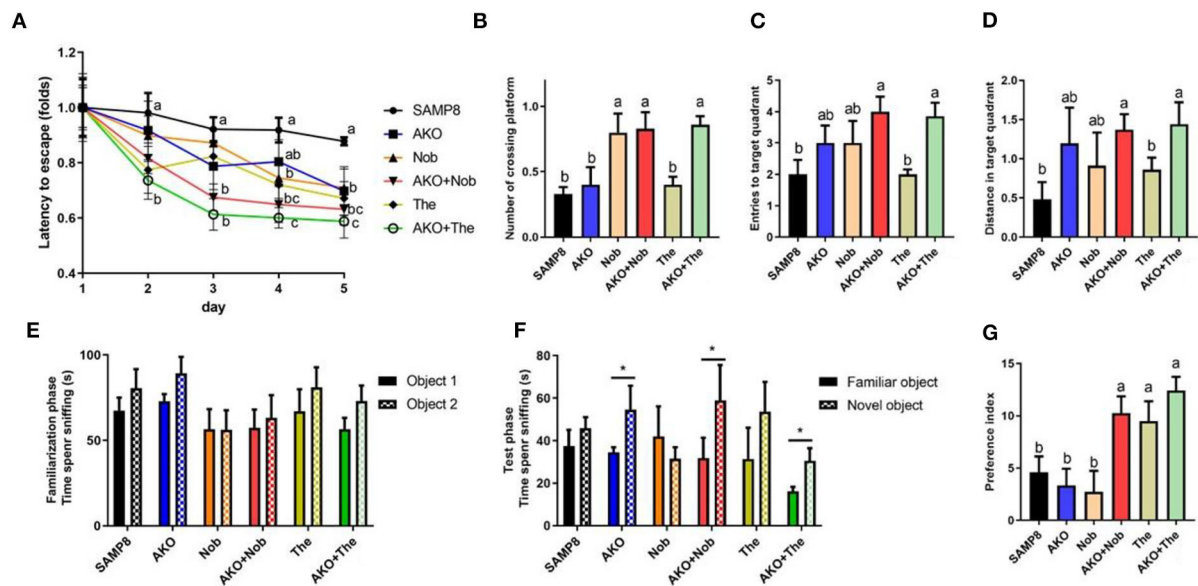 A
1.2
1.0
0.8
0.6
0.4
Latency to escape (folds)
1
2
3
4
5
day
a
a
a
a
ab
b
b
b
bc
bc
b
b
c
c
SAMP8
AKO
Nob
AKO+Nob
The
AKO+The
B
Number of crossing platform
1.0
0.5
0.0
b
b
a
a
b
a
SAMP8
AKO
Nob
AKO+Nob
The
AKO+The
C
Entries to target quadrant
5
4
3
2
1
0
b
ab
ab
a
b
a
SAMP8
AKO
Nob
AKO+Nob
The
AKO+The
D
Distance in target quadrant
2.0
1.5
1.0
0.5
0.0
b
ab
ab
a
b
a
SAMP8
AKO
Nob
AKO+Nob
The
AKO+The
E
Familiarization phase
Time spenr sniffing (s)
100
50
0
SAMP8
AKO
Nob
AKO+Nob
The
AKO+The
Object 1
Object 2
F
Test phase
Time spenr sniffing (s)
80
60
40
20
0
*
*
*
SAMP8
AKO
Nob
AKO+Nob
The
AKO+The
Familiar object
Novel object
G
Preference index
15
10
5
0
b
b
b
a
a
a
SAMP8
AKO
Nob
AKO+Nob
The
AKO+The